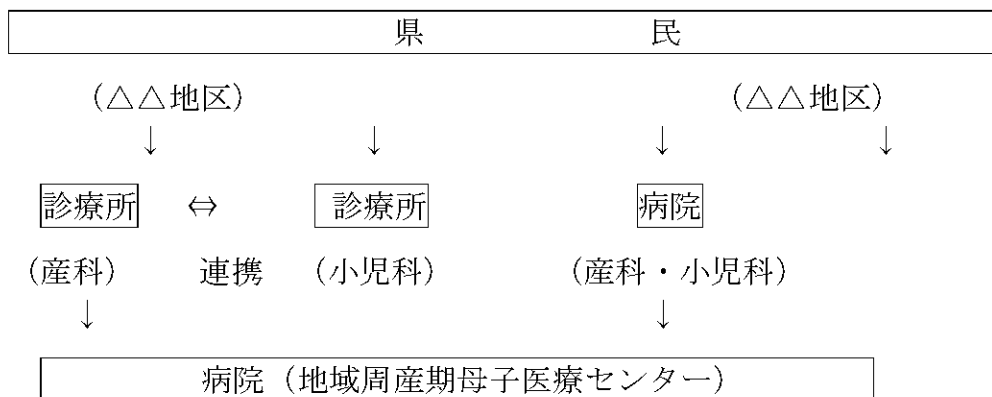 県 民
(△△地区) (△△地区)
↓ ↓ ↓ ↓
診療所 ⇔ 診療所 病院
(産科) 連携 (小児科) (産科・小児科)
↓ ↓
病院(地域周産期母子医療センター)